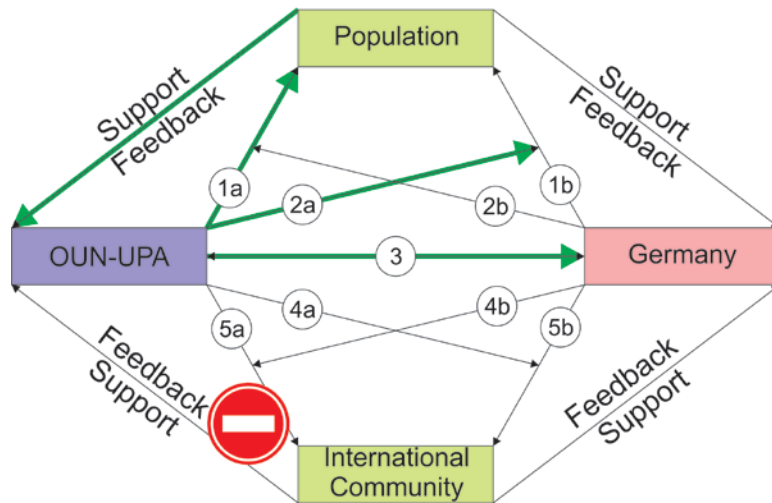 Population
Support
Feedback
Support
Feedback
1a
2a
2b
1b
OUN-UPA
3
Germany
5a
4a
4b
5b
Feedback
Support
Feedback
Support
International
Community